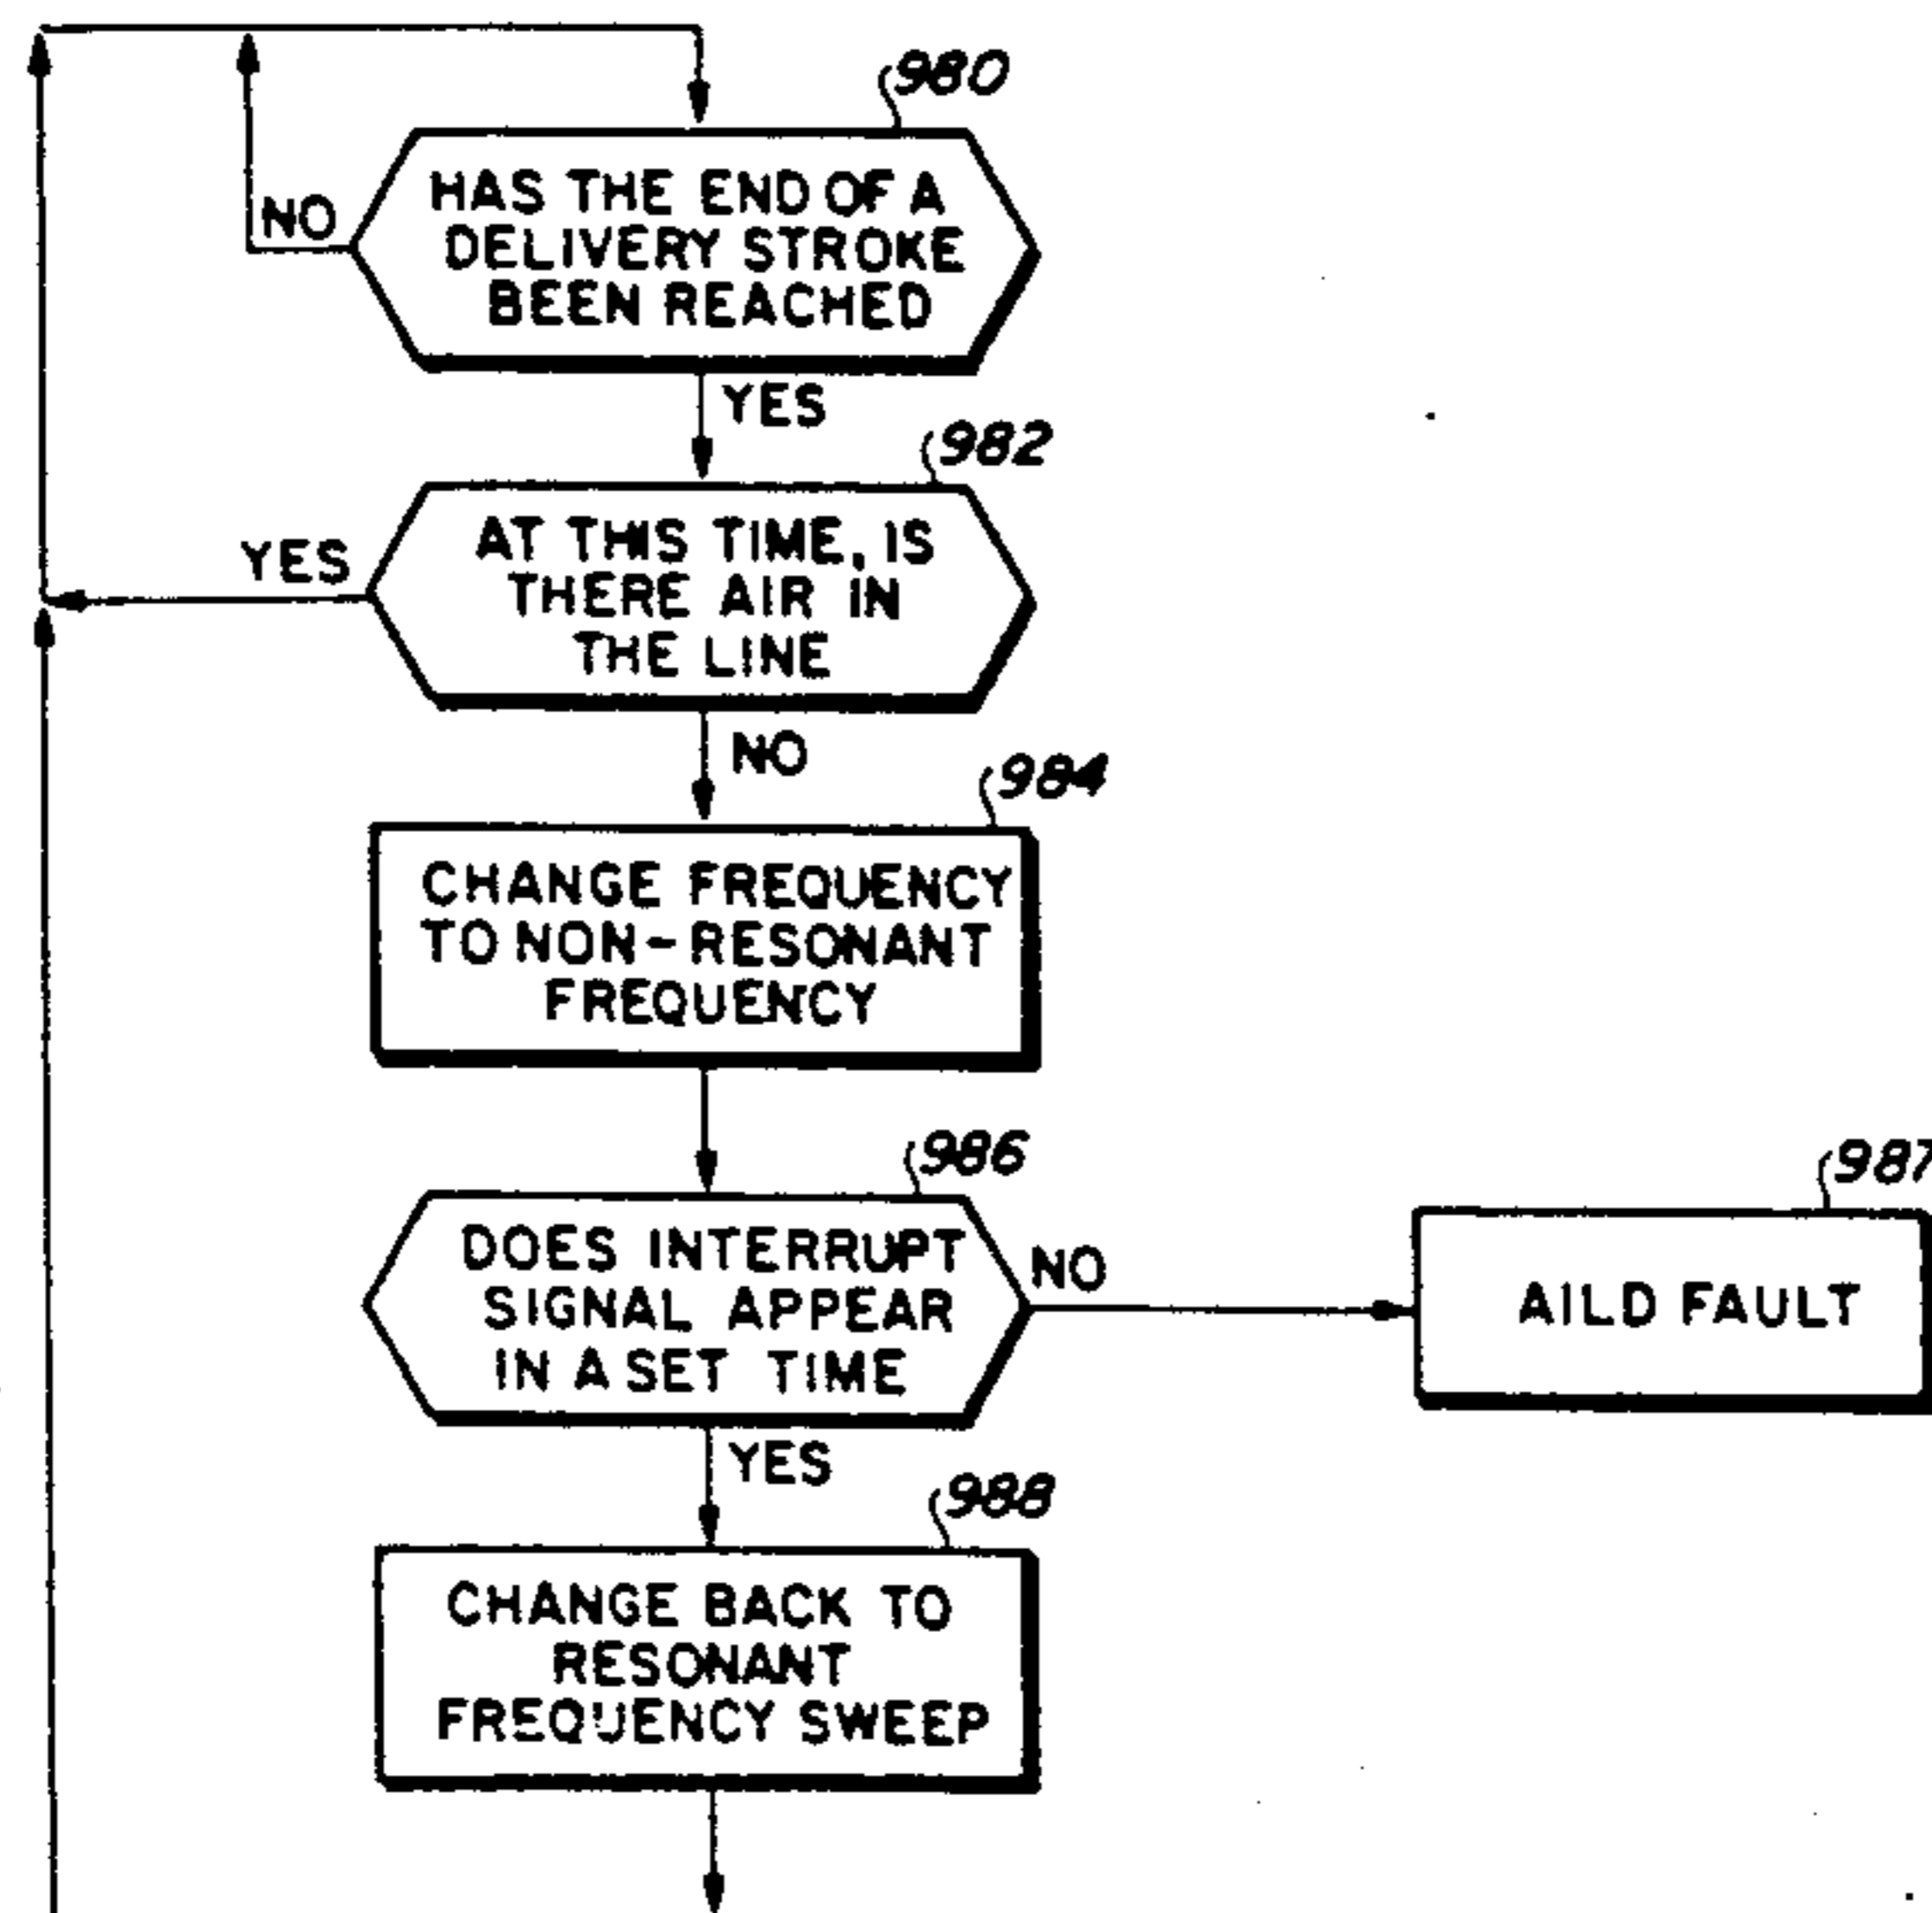 980
HAS THE END OF A
DELIVERY STROKE
BEEN REACHED
NO
YES
982
AT THIS TIME, IS
THERE AIR IN
THE LINE
YES
NO
984
CHANGE FREQUENCY
TO NON-RESONANT
FREQUENCY
986
DOES INTERRUPT
SIGNAL APPEAR
IN A SET TIME
NO
987
AILD FAULT
YES
988
CHANGE BACK TO
RESONANT
FREQUENCY SWEEP